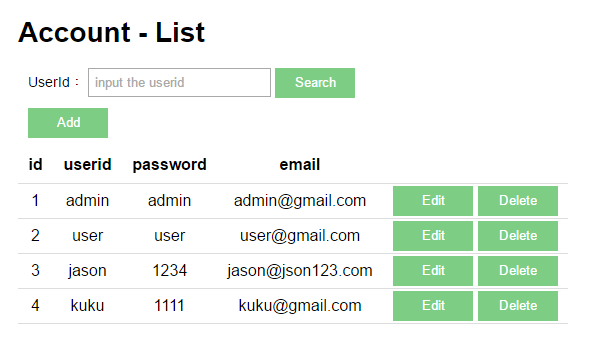 Account - List
UserId： input the userid Search
Add
id userid password email
1 admin admin admin@gmail.com Edit Delete
2 user user user@gmail.com Edit Delete
3 jason 1234 jason@json123.com Edit Delete
4 kuku 1111 kuku@gmail.com Edit Delete